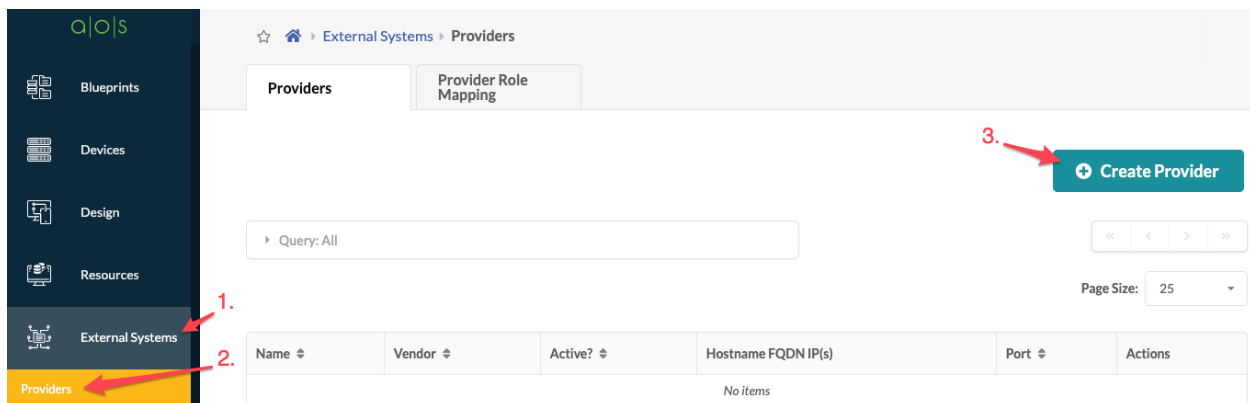 a|o|s
External Systems Providers
Providers
Provider Role
Mapping
Blueprints
Devices
Design
Resources
External Systems
Providers
1.
2.
3.
Create Provider
Query: All
Page Size: 25
Name Vendor Active? Hostname FQDN IP(s) Port Actions
No items